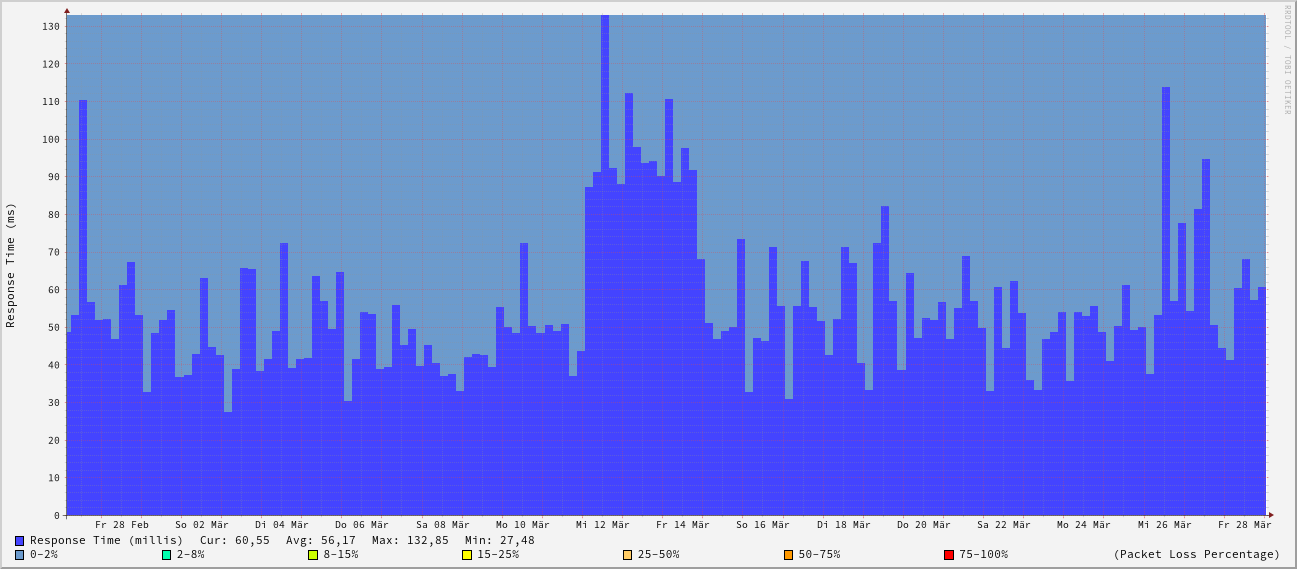 RRDTOOL / TOBI OETIKER
Response Time (ms)
130
120
110
100
90
80
70
60
50
40
30
20
10
0
Fr 28 Feb So 02 Mär Di 04 Mär Do 06 Mär Sa 08 Mär Mo 10 Mär Mi 12 Mär Fr 14 Mär So 16 Mär Di 18 Mär Do 20 Mär Sa 22 Mär Mo 24 Mär Mi 26 Mär Fr 28 Mär
Response Time (millis) Cur: 60,55 Avg: 56,17 Max: 132,85 Min: 27,48
0-2% 2-8% 8-15% 15-25% 25-50% 50-75% 75-100% (Packet Loss Percentage)